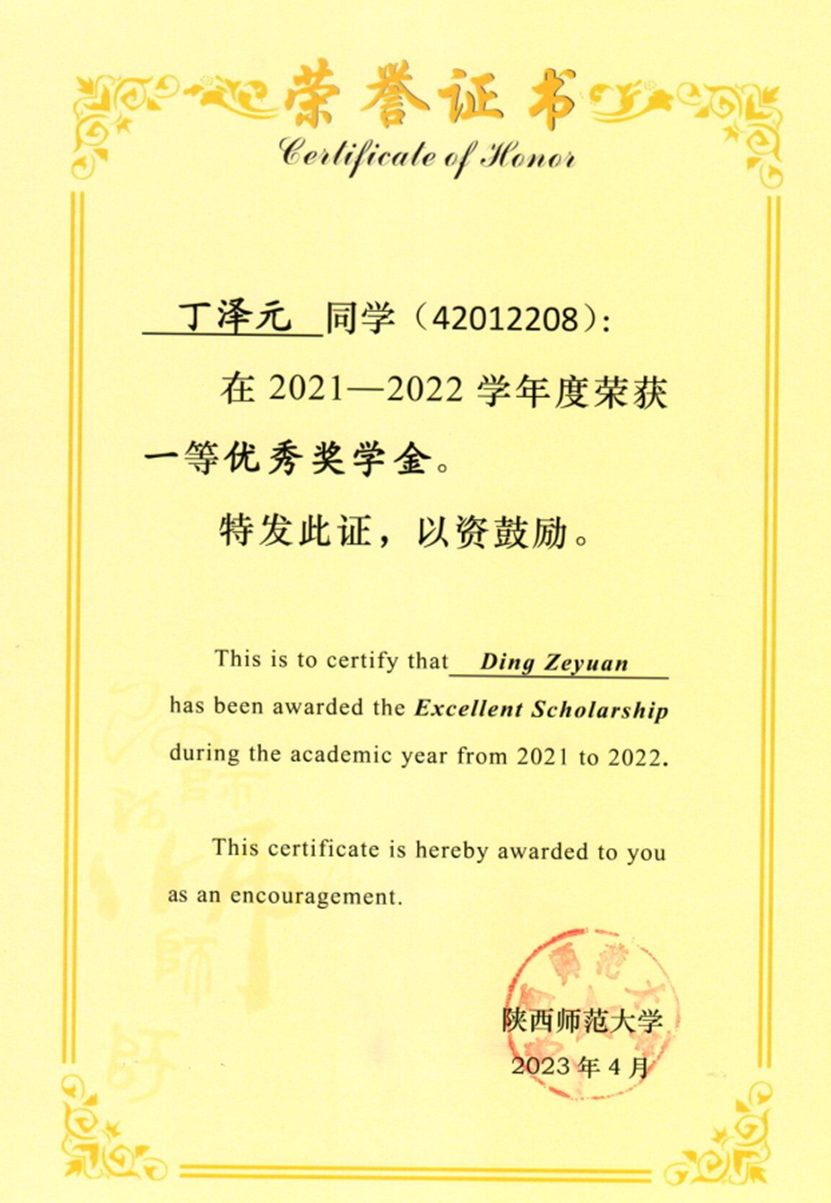 荣誉证书
Certificate of Honor
丁泽元 同学（42012208）:
在 2021—2022 学年度荣获
一等优秀奖学金。
特发此证，以资鼓励。
This is to certify that Ding Zeyuan
has been awarded the Excellent Scholarship
during the academic year from 2021 to 2022.
This certificate is hereby awarded to you
as an encouragement.
陕西师范大学
2023 年 4 月